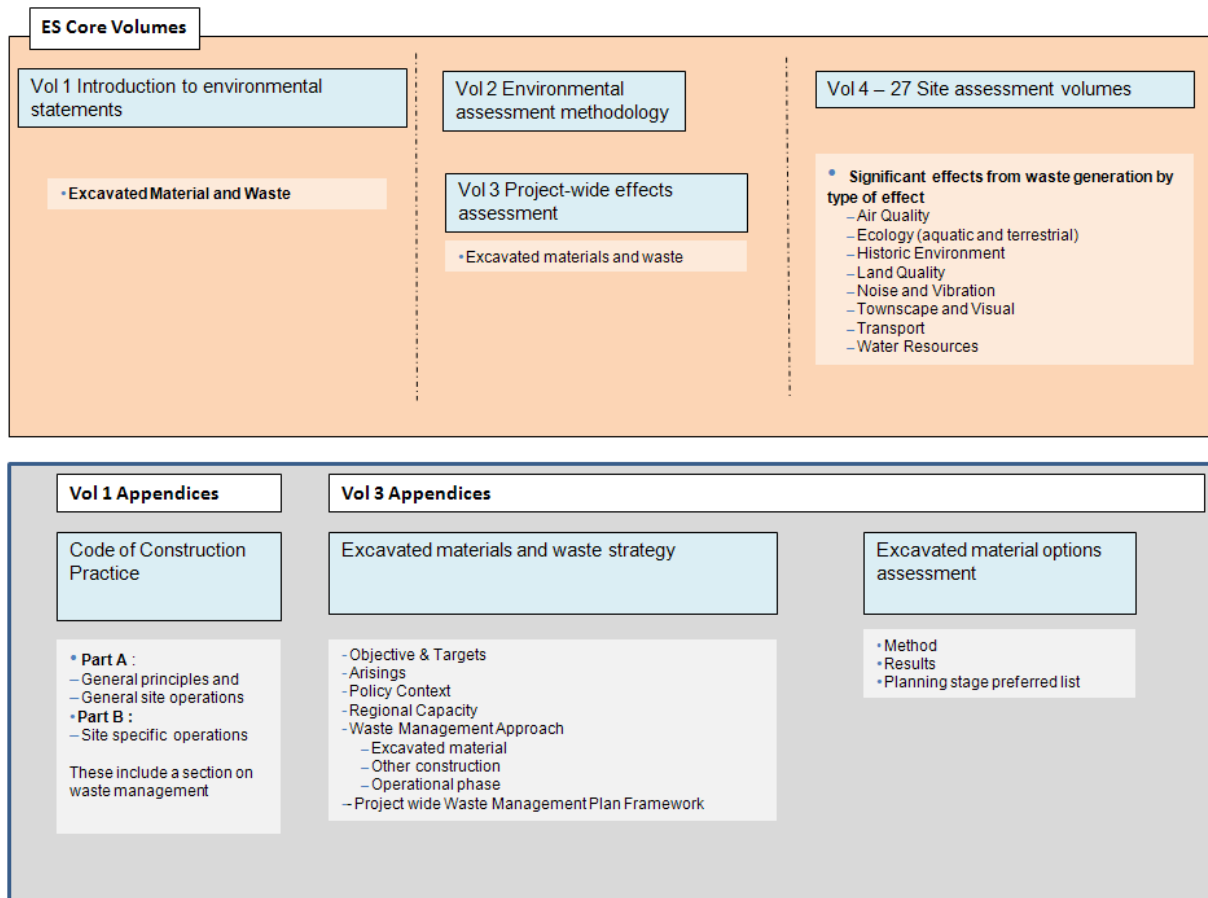 ES Core Volumes
Vol 1 Introduction to environmental
statements
• Excavated Material and Waste
Vol 2 Environmental
assessment methodology
Vol 3 Project-wide effects
assessment
• Excavated materials and waste
Vol 4 – 27 Site assessment volumes
• Significant effects from waste generation by
type of effect
– Air Quality
– Ecology (aquatic and terrestrial)
– Historic Environment
– Land Quality
– Noise and Vibration
– Townscape and Visual
– Transport
– Water Resources
Vol 1 Appendices
Code of Construction
Practice
• Part A :
– General principles and
– General site operations
• Part B :
– Site specific operations
These include a section on
waste management
Vol 3 Appendices
Excavated materials and waste strategy
- Objective & Targets
- Arisings
- Policy Context
- Regional Capacity
- Waste Management Approach
– Excavated material
– Other construction
– Operational phase
– Project wide Waste Management Plan Framework
Excavated material options
assessment
• Method
• Results
• Planning stage preferred list